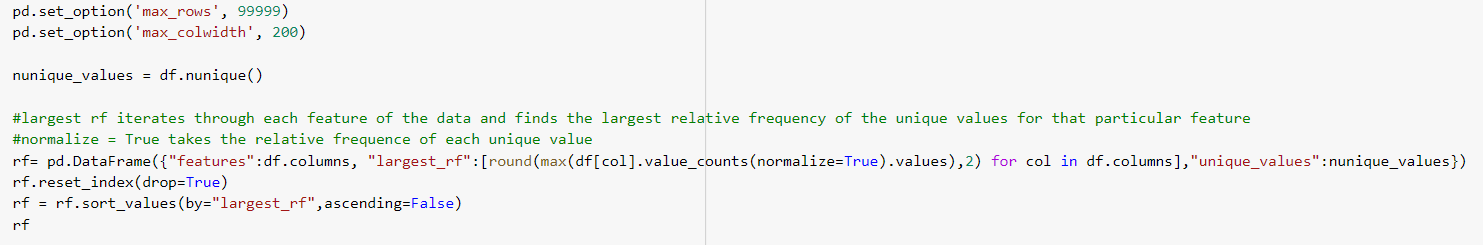 pd.set_option('max_rows', 99999)
pd.set_option('max_colwidth', 200)
nunique_values = df.nunique()
#largest rf iterates through each feature of the data and finds the largest relative frequency of the unique values for that particular feature
#normalize = True takes the relative frequence of each unique value
rf= pd.DataFrame({"features":df.columns, "largest_rf":[round(max(df[col].value_counts(normalize=True).values),2) for col in df.columns],"unique_values":nunique_values})
rf.reset_index(drop=True)
rf = rf.sort_values(by="largest_rf",ascending=False)
rf